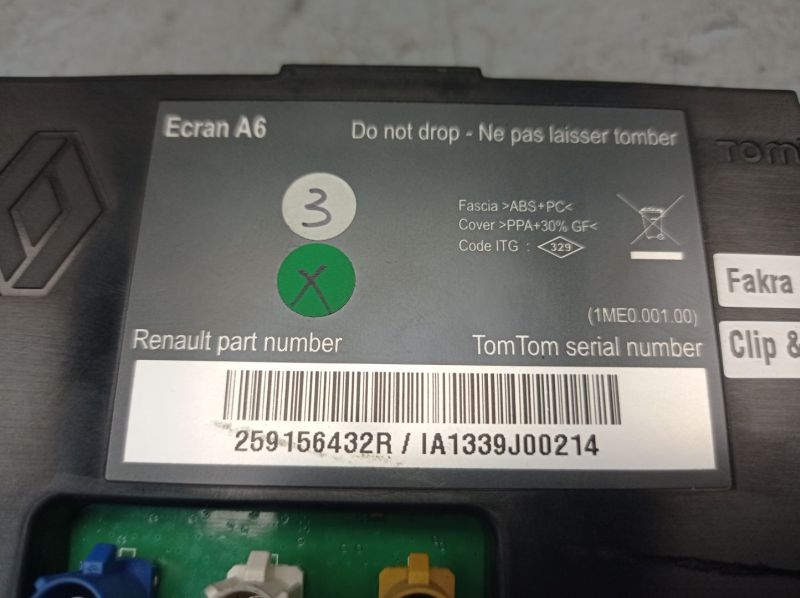 Ecran A6
Do not drop - Ne pas laisser tomber
3
X
Fascia >ABS+PC<
Cover >PPA+30% GF<
Code ITG : 329
(1ME0.001.00)
Renault part number
TomTom serial number
259156432R / IA1339J00214
Fakra
Clip &